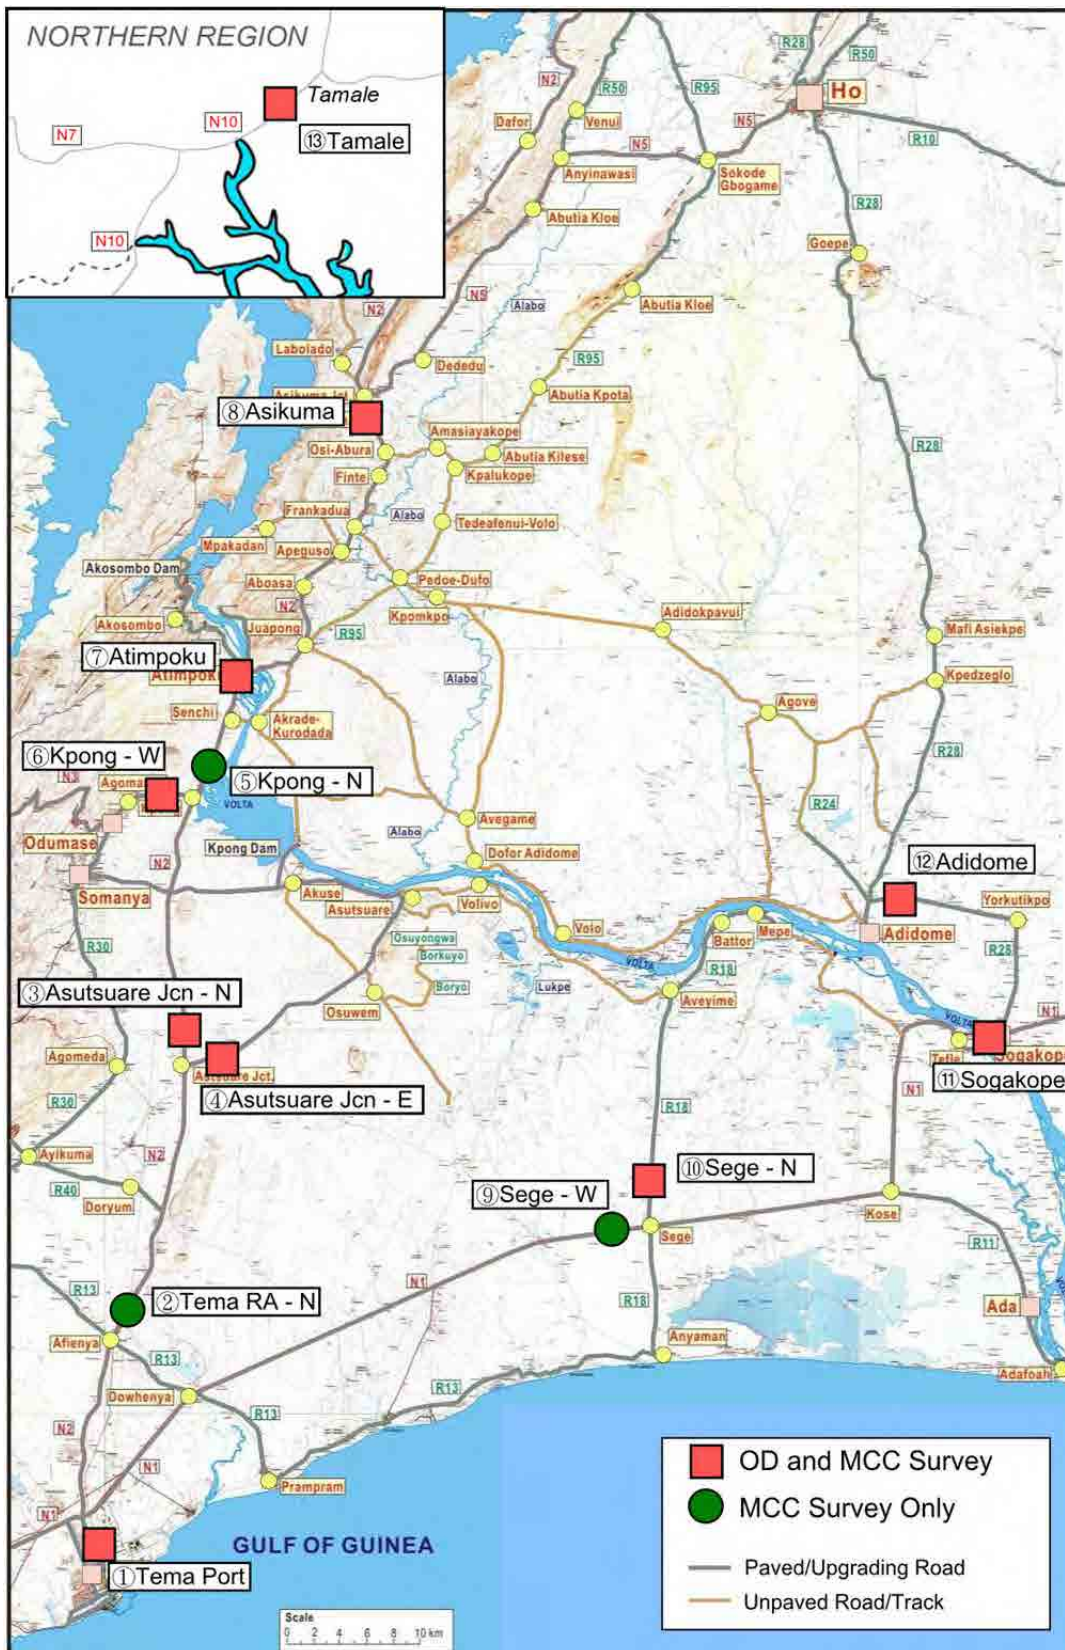 NORTHERN REGION
Tamale
⑬Tamale
N7
N10
N10
R28
R50
Ho
N2
R50
R95
Dafor
Venui
N5
N5
R10
Anyinawasi
Sokode
Gbogame
Abutia Kloe
R28
Goepe
N2
N5
Alabo
Abutia Kloe
Labolado
Dededu
R95
Asikuma Jct.
Abutia Kpota
⑧Asikuma
Amasiayakope
R28
Osi-Abura
Abutia Kilese
Finte
Kpalukope
Frankadua
Alabo
Tedeafenui-Volo
Mpakadan
Apeguso
Akosombo Dam
Aboasa
Pedoe-Dufo
N2
Kpomkpo
Akosombo
Juapong
R95
Adidokpavui
Mafi Asiekpe
⑦Atimpoku
Atimpoku
Alabo
Kpedzeglo
Senchi
Akrade-
Kurodada
Agove
⑥Kpong - W
R28
N3
⑤Kpong - N
VOLTA
R24
Odumase
Avegame
Alabo
Kpong Dam
N2
Dofor Adidome
⑫Adidome
Somanya
Akuse
Asutsuare
Volivo
Yorkutikpo
R30
Volo
Battor
Mepe
Adidome
Osuyongwa
Borkuyo
VOLTA
R18
R25
Boryo
Lukpe
③Asutsuare Jcn - N
Osuwem
Aveyime
VOLTA
N1
Tefle
Sogakope
Agomeda
Astsuare Jct.
⑪Sogakope
④Asutsuare Jcn - E
N1
R30
R18
Ayikuma
N2
⑩Sege - N
R40
⑨Sege - W
Doryum
Kose
Sege
R11
N1
R13
②Tema RA - N
R18
Ada
Afienya
Anyaman
R13
R13
Adafoah
Dowhenya
R13
N2
N1
Prampram
N1
OD and MCC Survey
MCC Survey Only
GULF OF GUINEA
①Tema Port
Paved/Upgrading Road
Unpaved Road/Track
Scale
0 2 4 6 8 10 km